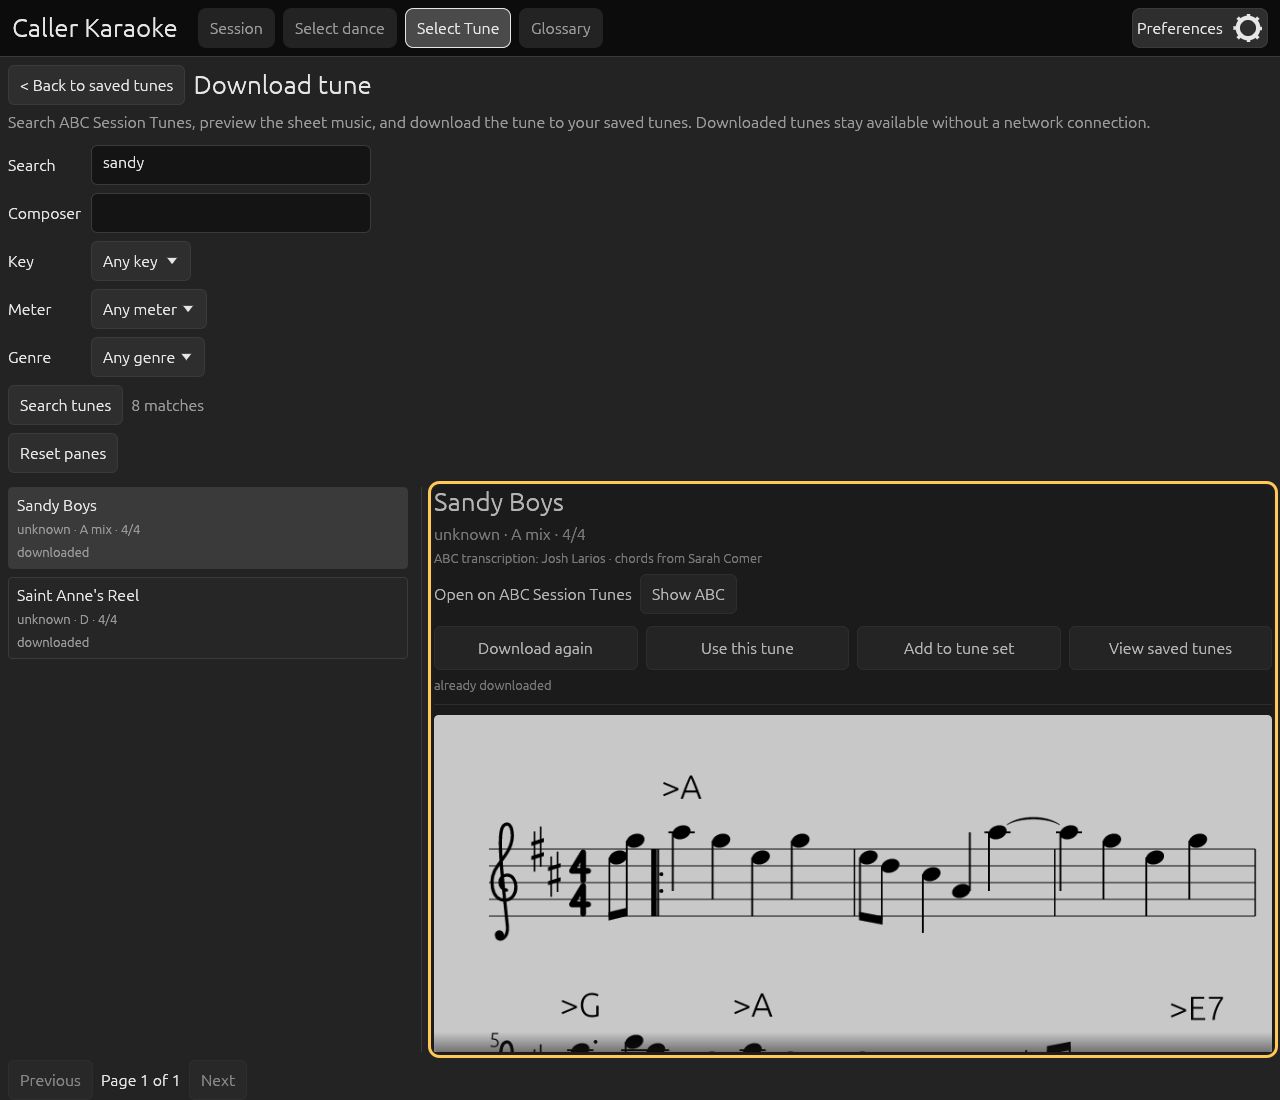 Caller Karaoke
Session
Select dance
Select Tune
Glossary
Preferences
< Back to saved tunes
Download tune
Search ABC Session Tunes, preview the sheet music, and download the tune to your saved tunes. Downloaded tunes stay available without a network connection.
Search
sandy
Composer
Key
Any key
Meter
Any meter
Genre
Any genre
Search tunes
8 matches
Reset panes
Sandy Boys
unknown · A mix · 4/4
downloaded
Saint Anne's Reel
unknown · D · 4/4
downloaded
Sandy Boys
unknown · A mix · 4/4
ABC transcription: Josh Larios · chords from Sarah Comer
Open on ABC Session Tunes
Show ABC
Download again
Use this tune
Add to tune set
View saved tunes
already downloaded
>A
4
4
>G
>A
>E7
5
Previous
Page 1 of 1
Next